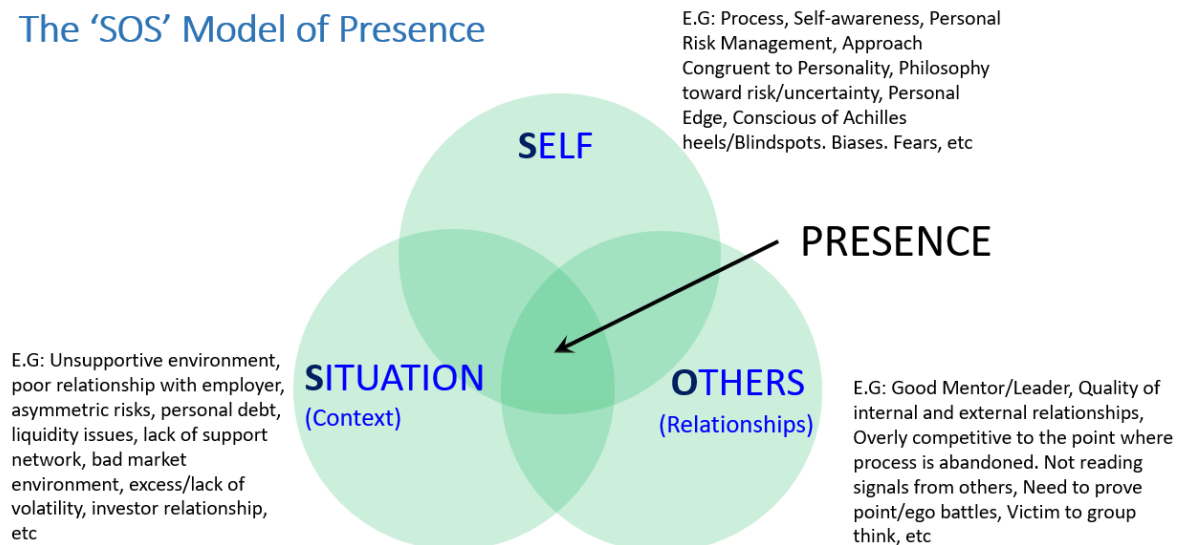 The ‘SOS’ Model of Presence
E.G: Process, Self-awareness, Personal
Risk Management, Approach
Congruent to Personality, Philosophy
toward risk/uncertainty, Personal
Edge, Conscious of Achilles
heels/Blindspots. Biases. Fears, etc
SELF
PRESENCE
E.G: Unsupportive environment,
poor relationship with employer,
asymmetric risks, personal debt,
liquidity issues, lack of support
network, bad market
environment, excess/lack of
volatility, investor relationship,
etc
SITUATION
(Context)
OTHERS
(Relationships)
E.G: Good Mentor/Leader, Quality of
internal and external relationships,
Overly competitive to the point where
process is abandoned. Not reading
signals from others, Need to prove
point/ego battles, Victim to group
think, etc